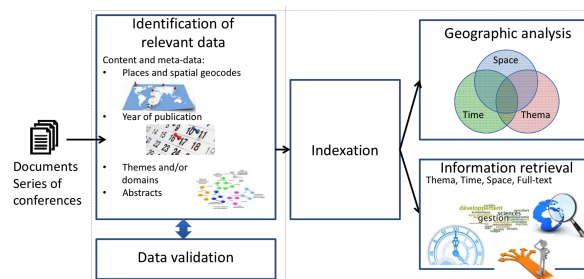 Identification of
relevant data
Content and meta-data:
• Places and spatial geocodes
• Year of publication
• Themes and/or
domains
• Abstracts
Documents
Series of
conferences
Data validation
Indexation
Geographic analysis
Space
Time
Thema
Information retrieval
Thema, Time, Space, Full-text
développement
sciences
gestion